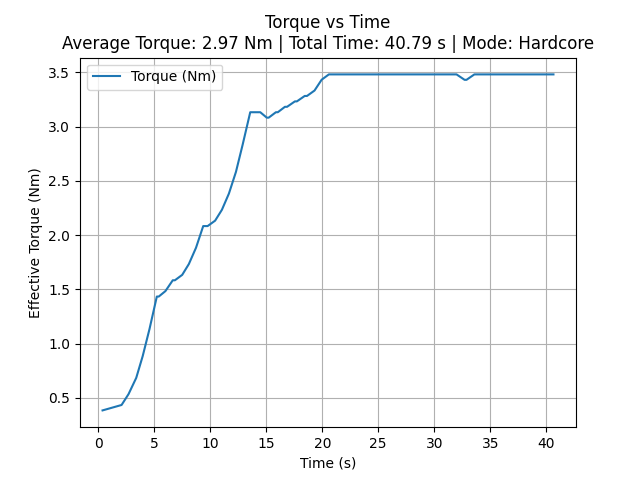 Torque vs Time
Average Torque: 2.97 Nm | Total Time: 40.79 s | Mode: Hardcore
Torque (Nm)
Effective Torque (Nm)
3.5
3.0
2.5
2.0
1.5
1.0
0.5
0 5 10 15 20 25 30 35 40
Time (s)